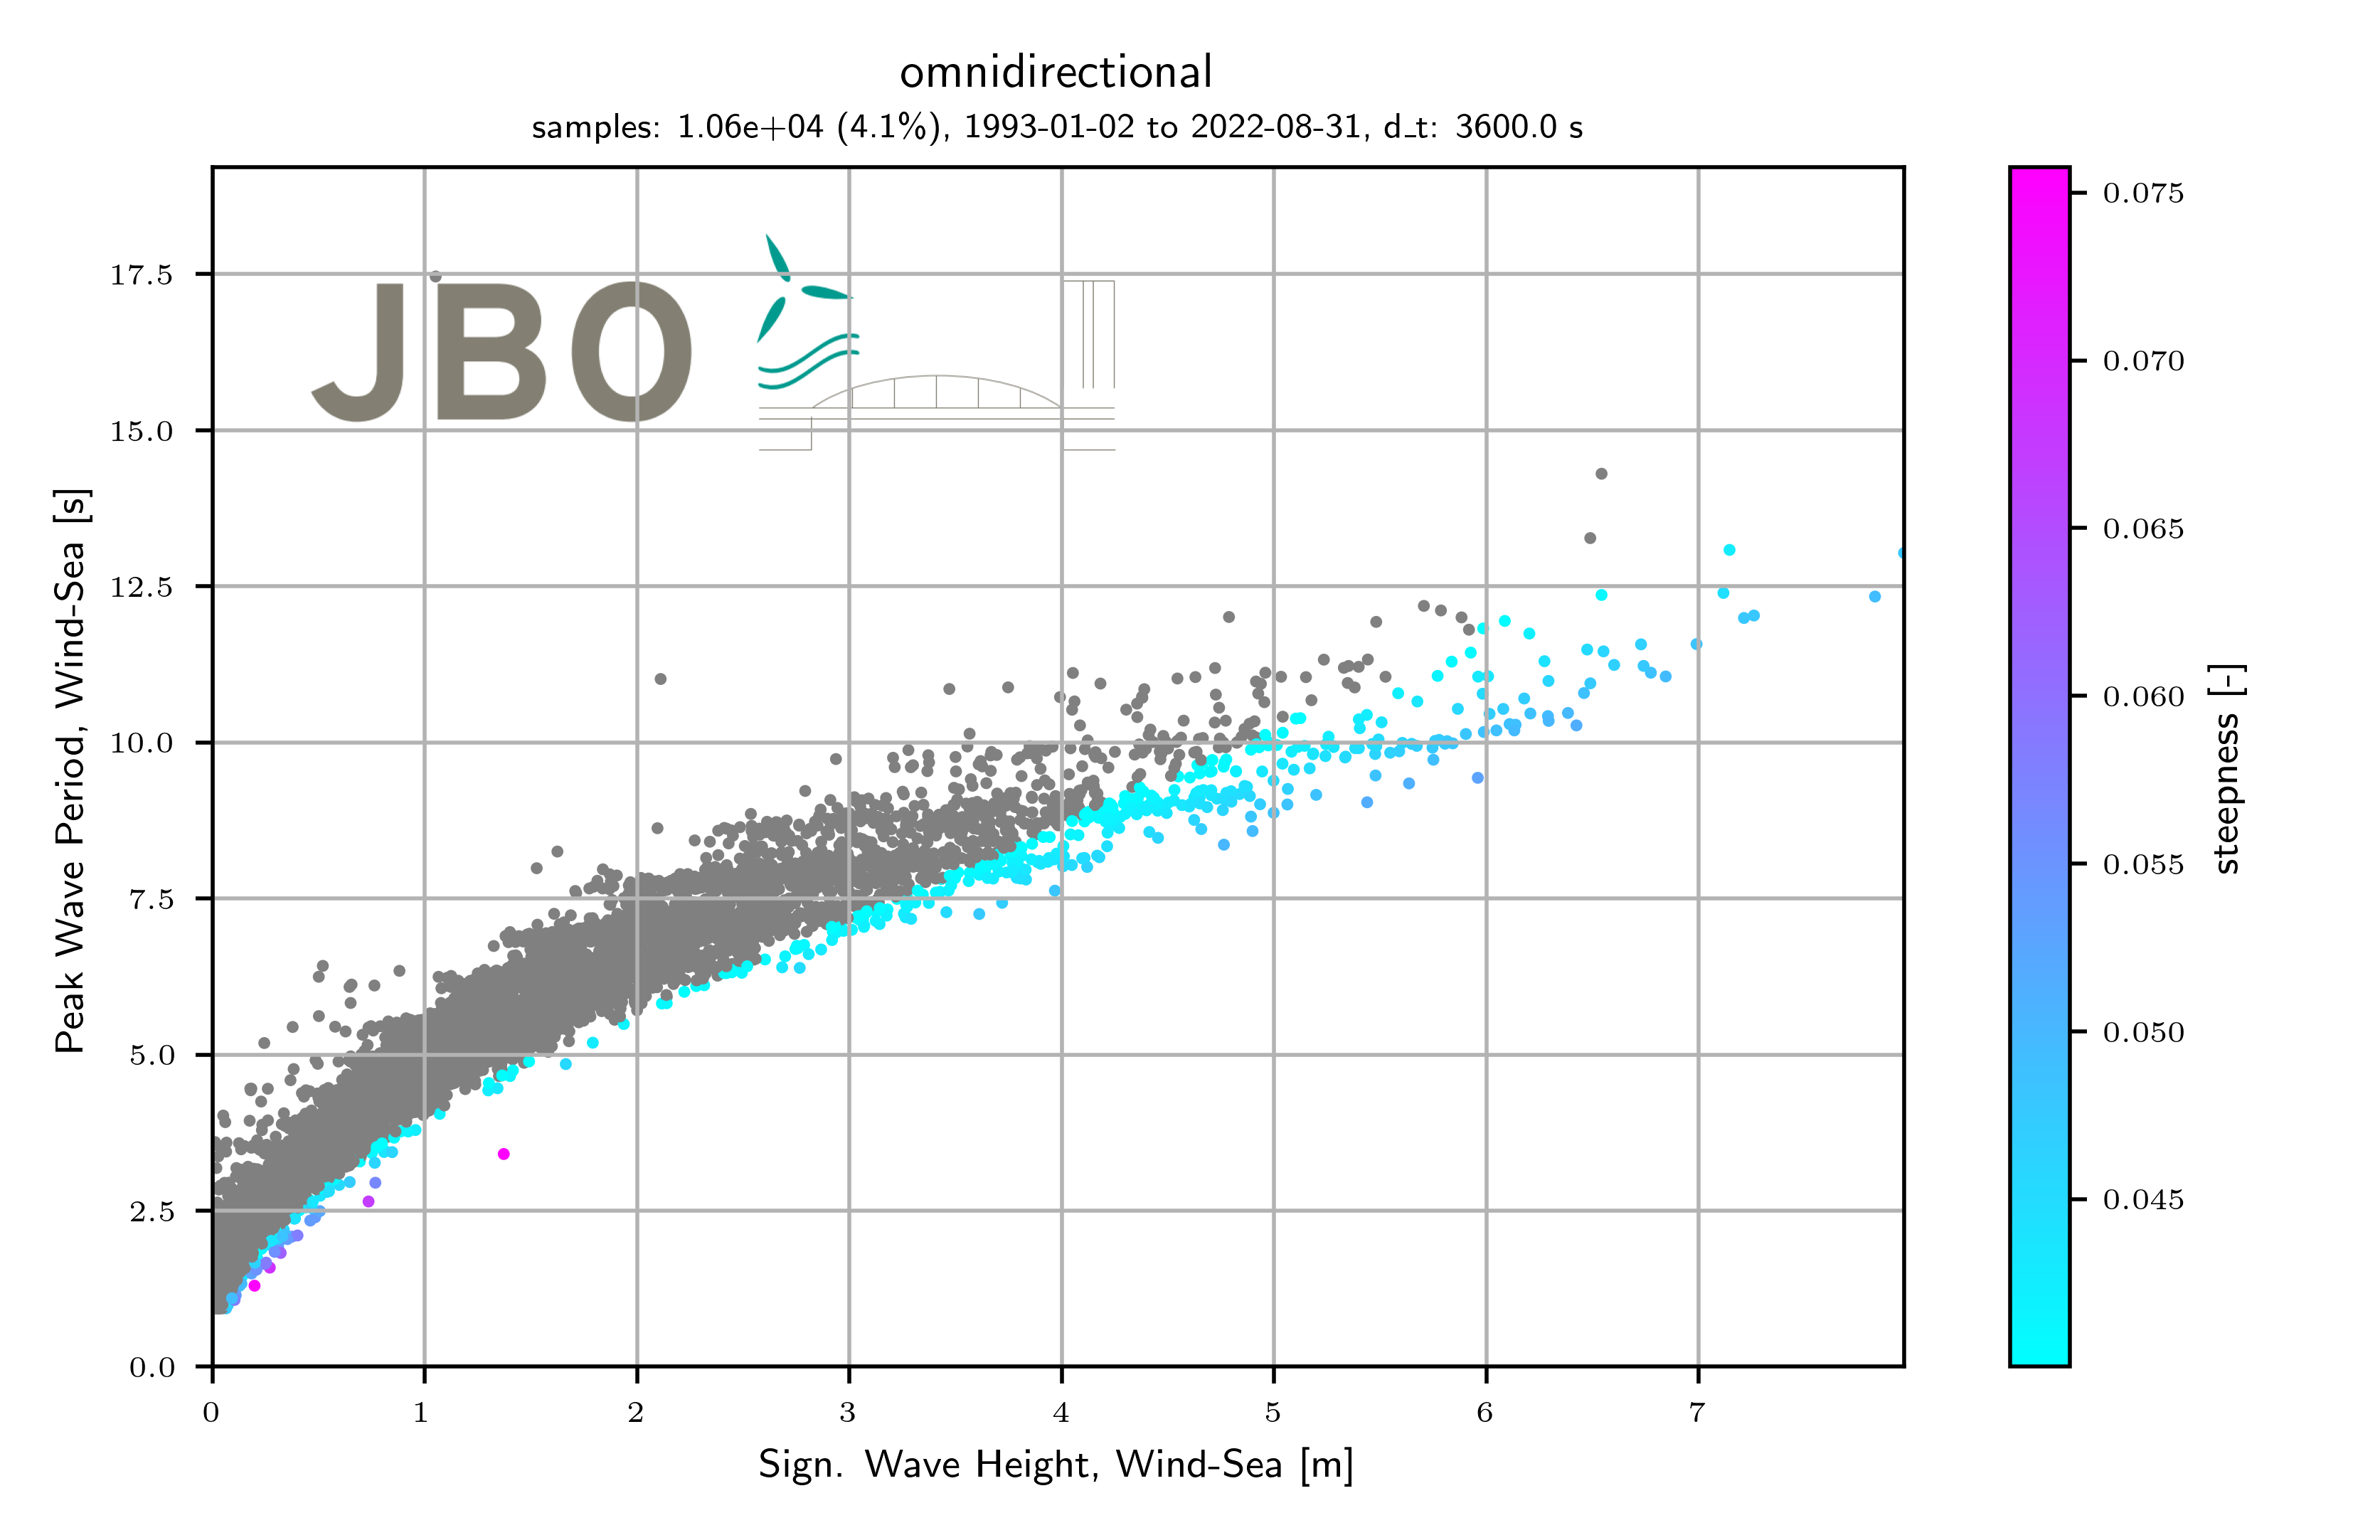 omnidirectional
samples: 1.06e+04 (4.1%), 1993-01-02 to 2022-08-31, d_t: 3600.0 s
JBO
17.5
15.0
12.5
10.0
7.5
5.0
2.5
0.0
Peak Wave Period, Wind-Sea [s]
0 1 2 3 4 5 6 7
Sign. Wave Height, Wind-Sea [m]
0.075
0.070
0.065
0.060
0.055
0.050
0.045
steepness [-]